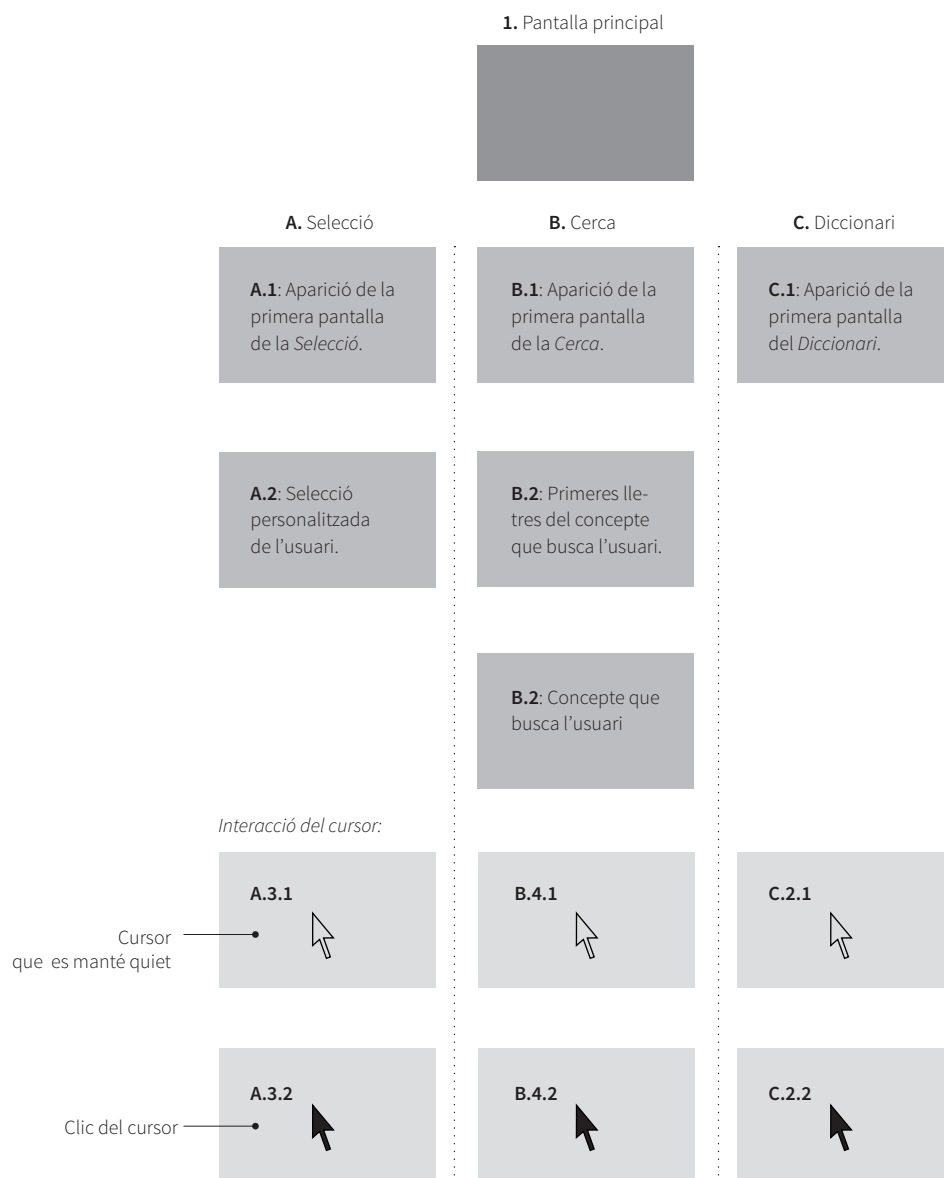 1. Pantalla principal
A. Selecció
B. Cerca
C. Diccionari
A.1: Aparició de la
primera pantalla
de la Selecció.
B.1: Aparició de la
primera pantalla
de la Cerca.
C.1: Aparició de la
primera pantalla
del Diccionari.
A.2: Selecció
personalitzada
de l’usuari.
B.2: Primeres lle-
tres del concepte
que busca l’usuari.
B.2: Concepte que
busca l’usuari
Interacció del cursor:
A.3.1
B.4.1
C.2.1
Cursor
que es manté quiet
A.3.2
B.4.2
C.2.2
Clic del cursor